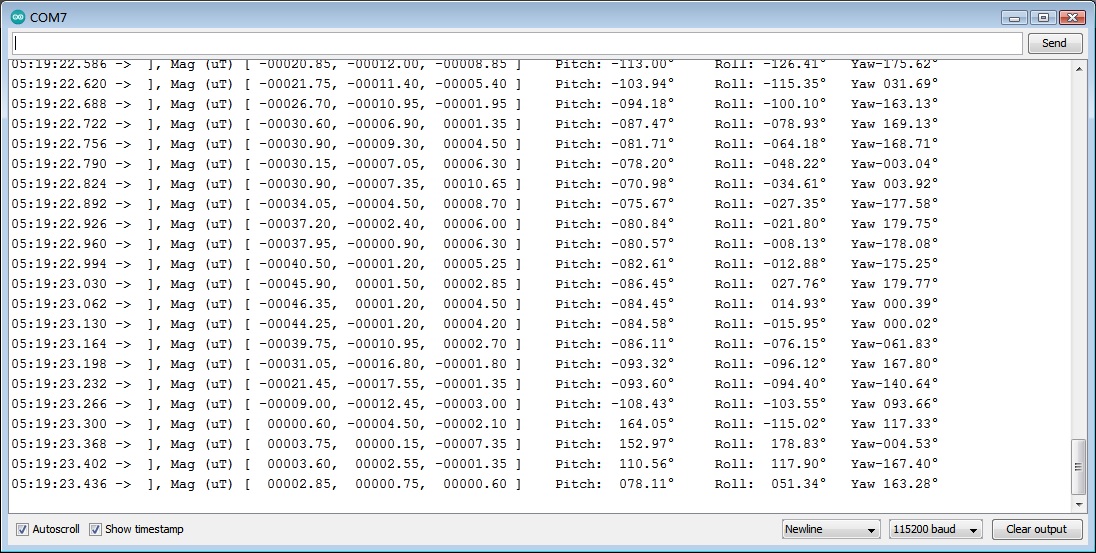 COM7
Send
05:19:22.586 -> ], Mag (uT) [ -00020.85, -00012.00, -00008.85 ] Pitch: -113.00° Roll: -126.41° Yaw-175.62°
05:19:22.620 -> ], Mag (uT) [ -00021.75, -00011.40, -00005.40 ] Pitch: -103.94° Roll: -115.35° Yaw 031.69°
05:19:22.688 -> ], Mag (uT) [ -00026.70, -00010.95, -00001.95 ] Pitch: -094.18° Roll: -100.10° Yaw-163.13°
05:19:22.722 -> ], Mag (uT) [ -00030.60, -00006.90, 00001.35 ] Pitch: -087.47° Roll: -078.93° Yaw 169.13°
05:19:22.756 -> ], Mag (uT) [ -00030.90, -00009.30, 00004.50 ] Pitch: -081.71° Roll: -064.18° Yaw-168.71°
05:19:22.790 -> ], Mag (uT) [ -00030.15, -00007.05, 00006.30 ] Pitch: -078.20° Roll: -048.22° Yaw-003.04°
05:19:22.824 -> ], Mag (uT) [ -00030.90, -00007.35, 00010.65 ] Pitch: -070.98° Roll: -034.61° Yaw 003.92°
05:19:22.892 -> ], Mag (uT) [ -00034.05, -00004.50, 00008.70 ] Pitch: -075.67° Roll: -027.35° Yaw-177.58°
05:19:22.926 -> ], Mag (uT) [ -00037.20, -00002.40, 00006.00 ] Pitch: -080.84° Roll: -021.80° Yaw 179.75°
05:19:22.960 -> ], Mag (uT) [ -00037.95, -00000.90, 00006.30 ] Pitch: -080.57° Roll: -008.13° Yaw-178.08°
05:19:22.994 -> ], Mag (uT) [ -00040.50, -00001.20, 00005.25 ] Pitch: -082.61° Roll: -012.88° Yaw-175.25°
05:19:23.030 -> ], Mag (uT) [ -00045.90, 00001.50, 00002.85 ] Pitch: -086.45° Roll: 027.76° Yaw 179.77°
05:19:23.062 -> ], Mag (uT) [ -00046.35, 00001.20, 00004.50 ] Pitch: -084.45° Roll: 014.93° Yaw 000.39°
05:19:23.130 -> ], Mag (uT) [ -00044.25, -00001.20, 00004.20 ] Pitch: -084.58° Roll: -015.95° Yaw 000.02°
05:19:23.164 -> ], Mag (uT) [ -00039.75, -00010.95, 00002.70 ] Pitch: -086.11° Roll: -076.15° Yaw-061.83°
05:19:23.198 -> ], Mag (uT) [ -00031.05, -00016.80, -00001.80 ] Pitch: -093.32° Roll: -096.12° Yaw 167.80°
05:19:23.232 -> ], Mag (uT) [ -00021.45, -00017.55, -00001.35 ] Pitch: -093.60° Roll: -094.40° Yaw-140.64°
05:19:23.266 -> ], Mag (uT) [ -00009.00, -00012.45, -00003.00 ] Pitch: -108.43° Roll: -103.55° Yaw 093.66°
05:19:23.300 -> ], Mag (uT) [ 00000.60, -00004.50, -00002.10 ] Pitch: 164.05° Roll: -115.02° Yaw 117.33°
05:19:23.368 -> ], Mag (uT) [ 00003.75, 00000.15, -00007.35 ] Pitch: 152.97° Roll: 178.83° Yaw-004.53°
05:19:23.402 -> ], Mag (uT) [ 00003.60, 00002.55, -00001.35 ] Pitch: 110.56° Roll: 117.90° Yaw-167.40°
05:19:23.436 -> ], Mag (uT) [ 00002.85, 00000.75, 00000.60 ] Pitch: 078.11° Roll: 051.34° Yaw 163.28°
Autoscroll Show timestamp Newline 115200 baud Clear output